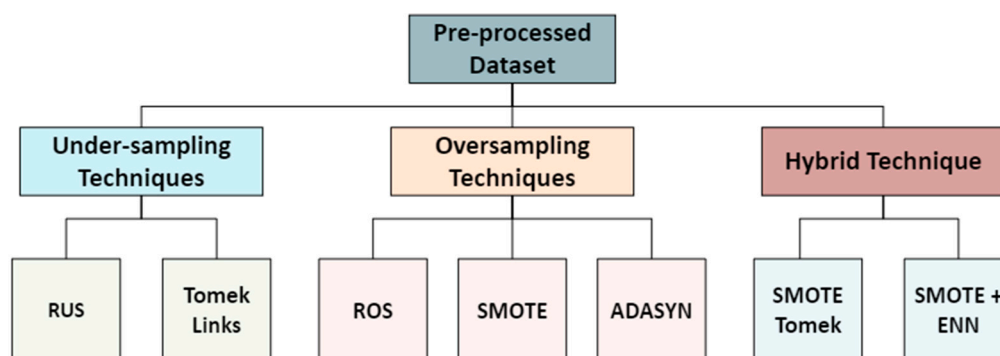 Pre-processed
Dataset
Under-sampling
Techniques
Oversampling
Techniques
Hybrid Technique
RUS
Tomek
Links
ROS
SMOTE
ADASYN
SMOTE
Tomek
SMOTE +
ENN